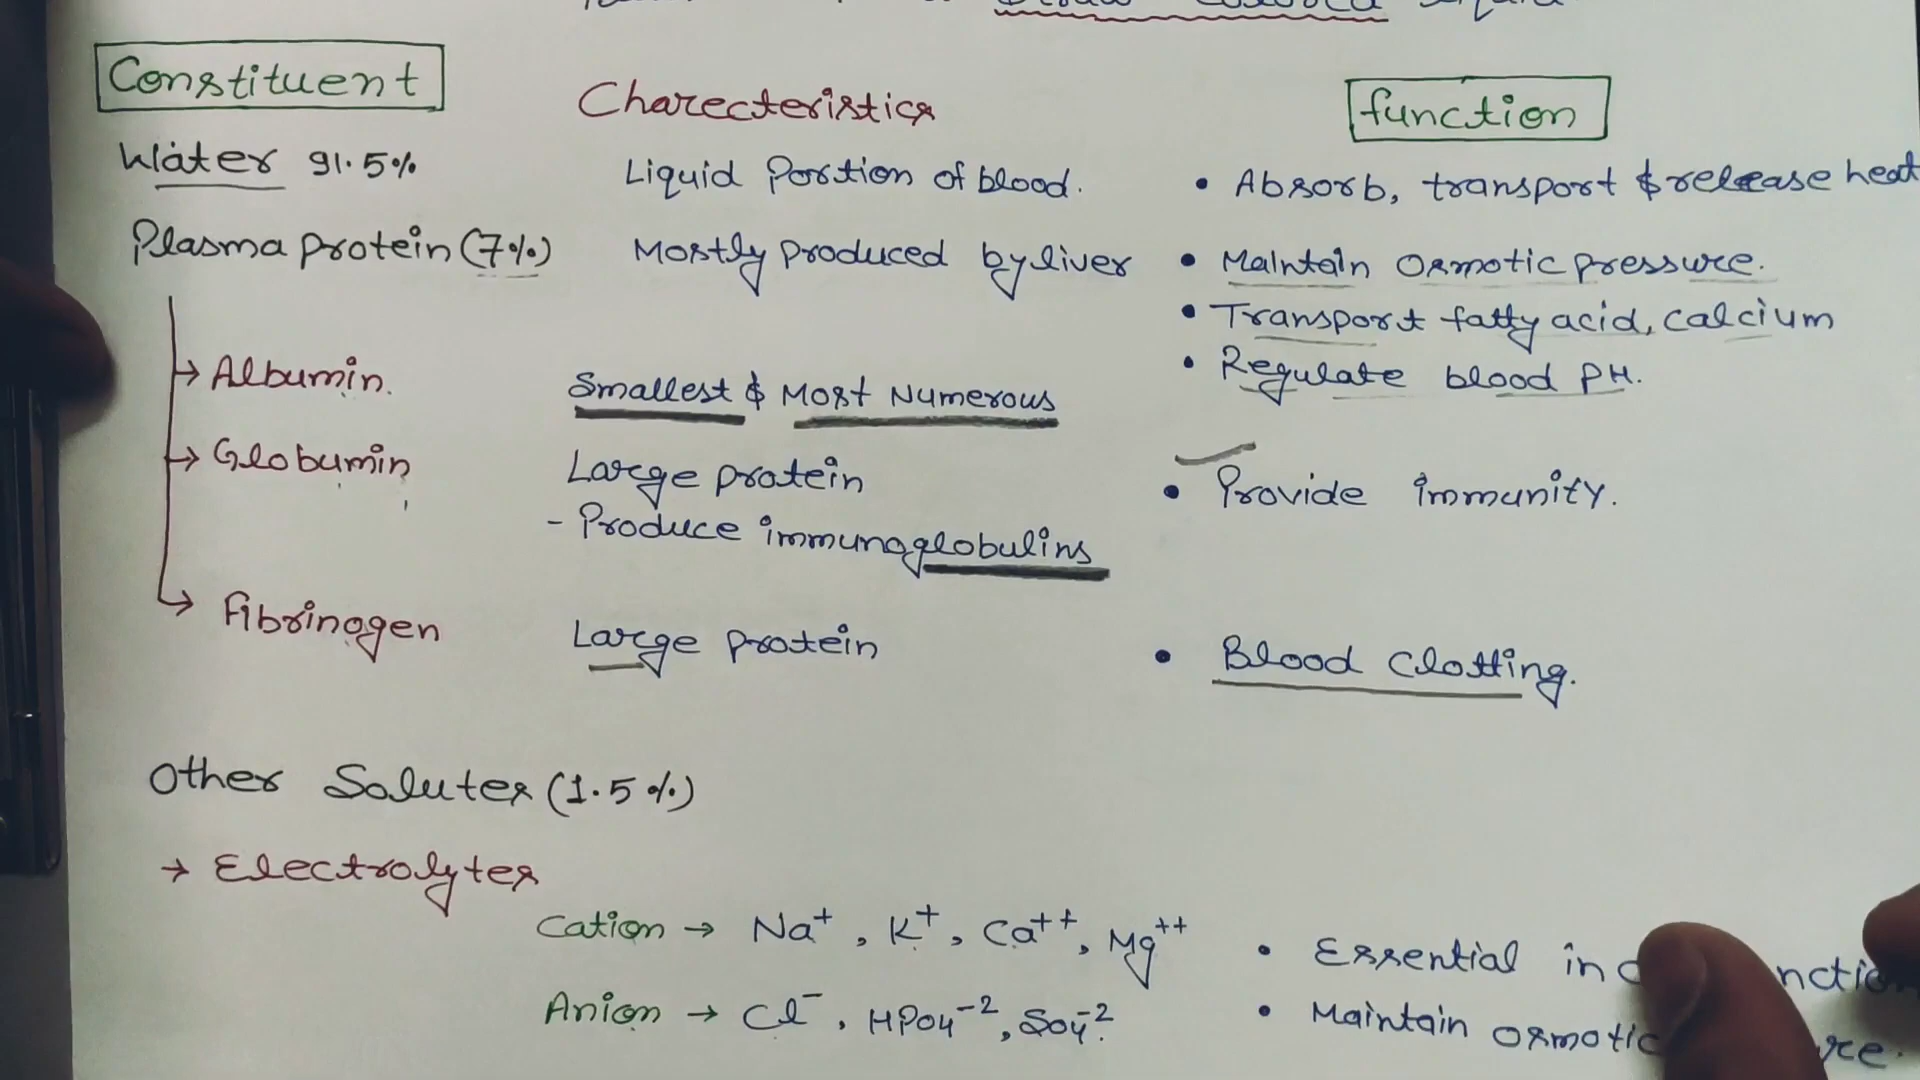 Constituent Charecteristics function
Water 91.5% Liquid Portion of blood. • Absorb, transport & release heat
Plasma protein (7%) Mostly produced by liver • Maintain osmotic pressure.
• Transport fatty acid, calcium
→ Albumin. Smallest & Most Numerous • Regulate blood PH.
→ Globumin Large protein • Provide immunity.
- Produce immunoglobulins
→ Fibrinogen Large protein • Blood Clotting.
Other Solutes (1.5%)
→ Electrolytes
Cation → Na⁺, K⁺, Ca⁺⁺, Mg⁺⁺ • Essential in
Anion → Cl⁻, HPO₄⁻², SO₄⁻². • Maintain osmotic